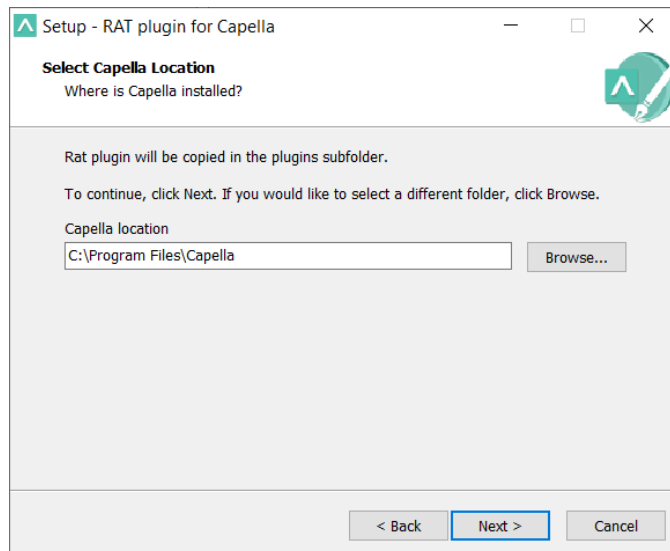 Setup - RAT plugin for Capella
Select Capella Location
Where is Capella installed?
Rat plugin will be copied in the plugins subfolder.
To continue, click Next. If you would like to select a different folder, click Browse.
Capella location
C:\Program Files\Capella
Browse...
< Back
Next >
Cancel